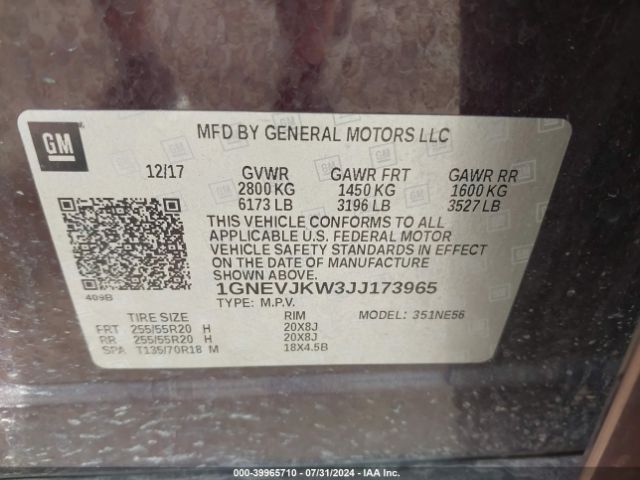 GM
MFD BY GENERAL MOTORS LLC
12/17 GVWR GAWR FRT GAWR RR
2800 KG 1450 KG 1600 KG
6173 LB 3196 LB 3527 LB
THIS VEHICLE CONFORMS TO ALL
APPLICABLE U.S. FEDERAL MOTOR
VEHICLE SAFETY STANDARDS IN EFFECT
ON THE DATE OF MANUFACTURE
SHOWN ABOVE.
409B
1GNEVJKW3JJ173965
TYPE: M.P.V.
TIRE SIZE RIM MODEL: 351NE56
FRT 255/55R20 H 20X8J
RR 255/55R20 H 20X8J
SPA T135/70R18 M 18X4.5B
000-39965710 - 07/31/2024 - IAA Inc.